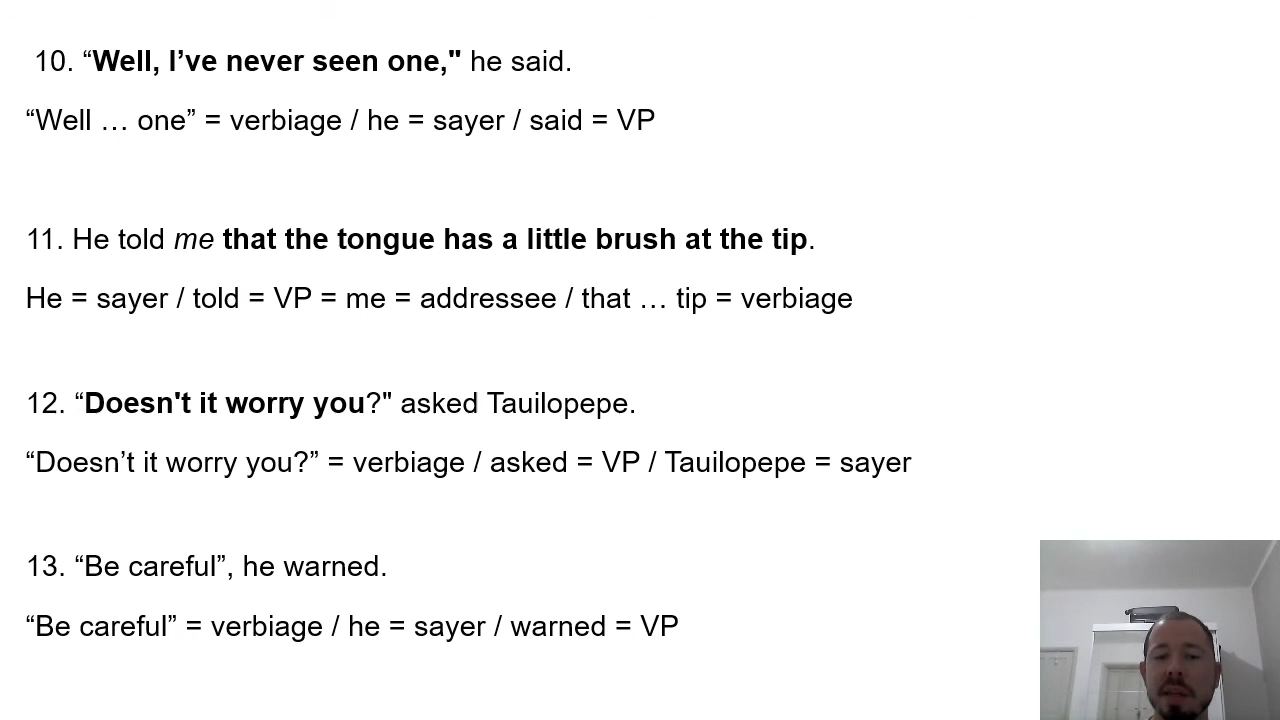 10. “Well, I’ve never seen one," he said.
“Well … one” = verbiage / he = sayer / said = VP
11. He told me that the tongue has a little brush at the tip.
He = sayer / told = VP = me = addressee / that … tip = verbiage
12. “Doesn't it worry you?" asked Tauilopepe.
“Doesn’t it worry you?” = verbiage / asked = VP / Tauilopepe = sayer
13. “Be careful”, he warned.
“Be careful” = verbiage / he = sayer / warned = VP